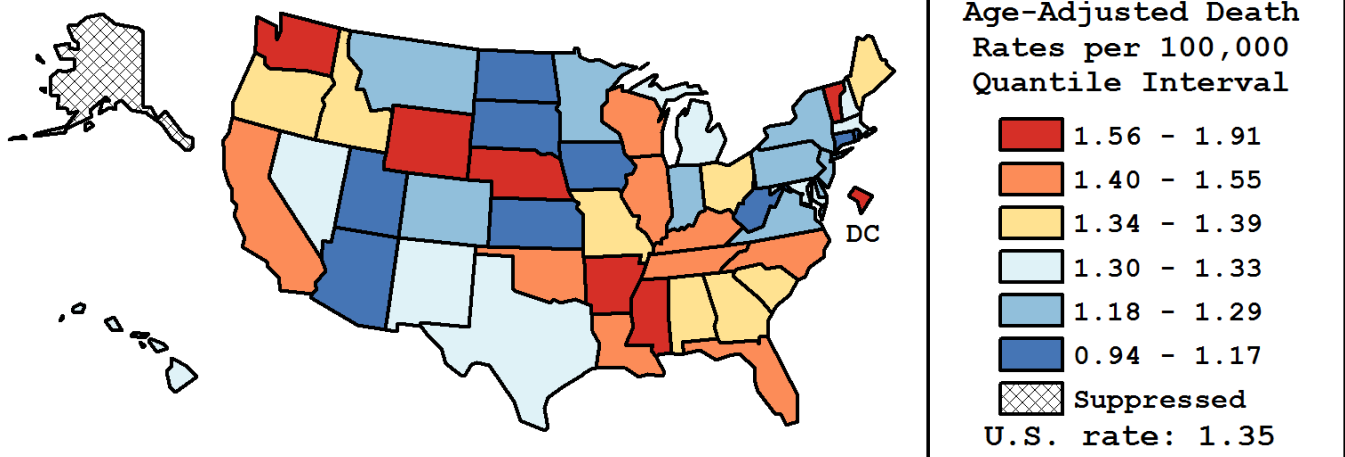 Age-Adjusted Death
Rates per 100,000
Quantile Interval
1.56 - 1.91
1.40 - 1.55
1.34 - 1.39
1.30 - 1.33
1.18 - 1.29
0.94 - 1.17
Suppressed
U.S. rate: 1.35
DC